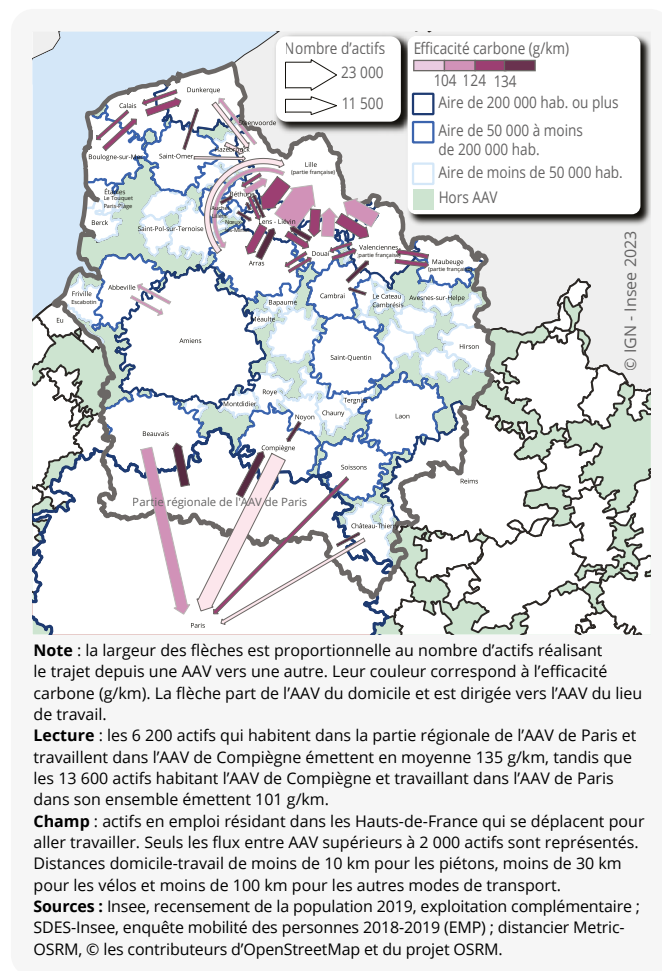 Nombre d'actifs
23 000
11 500
Efficacité carbone (g/km)
104 124 134
Aire de 200 000 hab. ou plus
Aire de 50 000 à moins
de 200 000 hab.
Aire de moins de 50 000 hab.
Hors AAV
© IGN - Insee 2023
Dunkerque
Calais
Boulogne-sur-Mer
Saint-Omer
Lille
(partie française)
Le Touquet
Paris-Plage
Berck
Saint-Pol-sur-Ternoise
Lens - Liévin
Douai
Valenciennes
(partie française)
Maubeuge
(partie française)
Arras
Abbeville
Friville
Escabotin
Eu
Bapaume
Cambrai
Le Cateau
Cambrésis
Avesnes-sur-Helpe
Amiens
Saint-Quentin
Hirson
Roye
Montdidier
Noyon
Chauny
Tergnier
Laon
Beauvais
Compiègne
Soissons
Reims
Partie régionale de l'AAV de Paris
Château-Thierry
Paris
Note : la largeur des flèches est proportionnelle au nombre d'actifs réalisant
le trajet depuis une AAV vers une autre. Leur couleur correspond à l'efficacité
carbone (g/km). La flèche part de l'AAV du domicile et est dirigée vers l'AAV du lieu
de travail.
Lecture : les 6 200 actifs qui habitent dans la partie régionale de l'AAV de Paris et
travaillent dans l'AAV de Compiègne émettent en moyenne 135 g/km, tandis que
les 13 600 actifs habitant l'AAV de Compiègne et travaillant dans l'AAV de Paris
dans son ensemble émettent 101 g/km.
Champ : actifs en emploi résidant dans les Hauts-de-France qui se déplacent pour
aller travailler. Seuls les flux entre AAV supérieurs à 2 000 actifs sont représentés.
Distances domicile-travail de moins de 10 km pour les piétons, moins de 30 km
pour les vélos et moins de 100 km pour les autres modes de transport.
Sources : Insee, recensement de la population 2019, exploitation complémentaire ;
SDES-Insee, enquête mobilité des personnes 2018-2019 (EMP) ; distancier Metric-
OSRM, © les contributeurs d'OpenStreetMap et du projet OSRM.